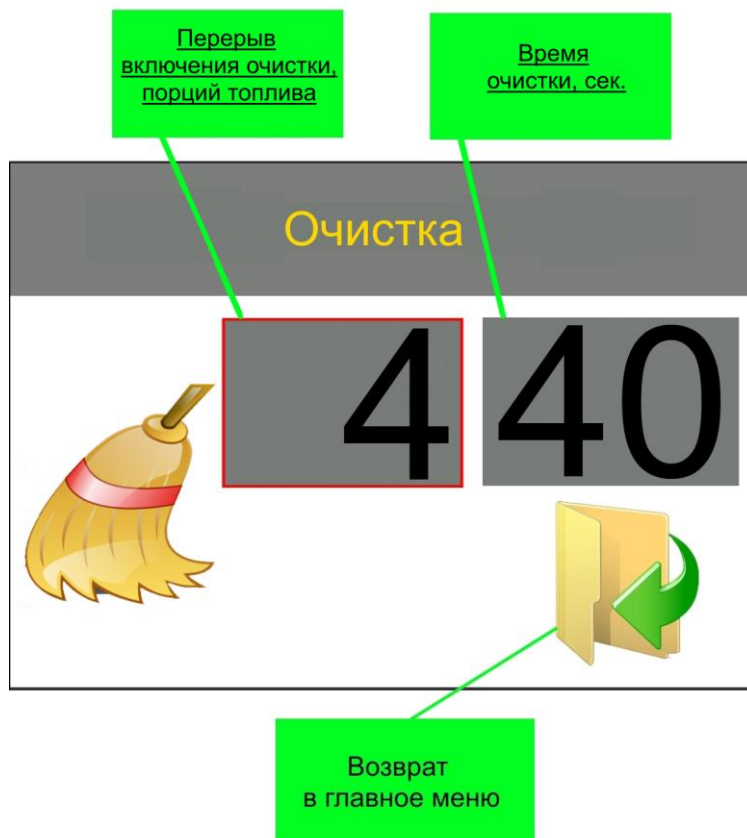 Перерыв
включения очистки,
порций топлива
Время
очистки, сек.
Очистка
4
40
Возврат
в главное меню